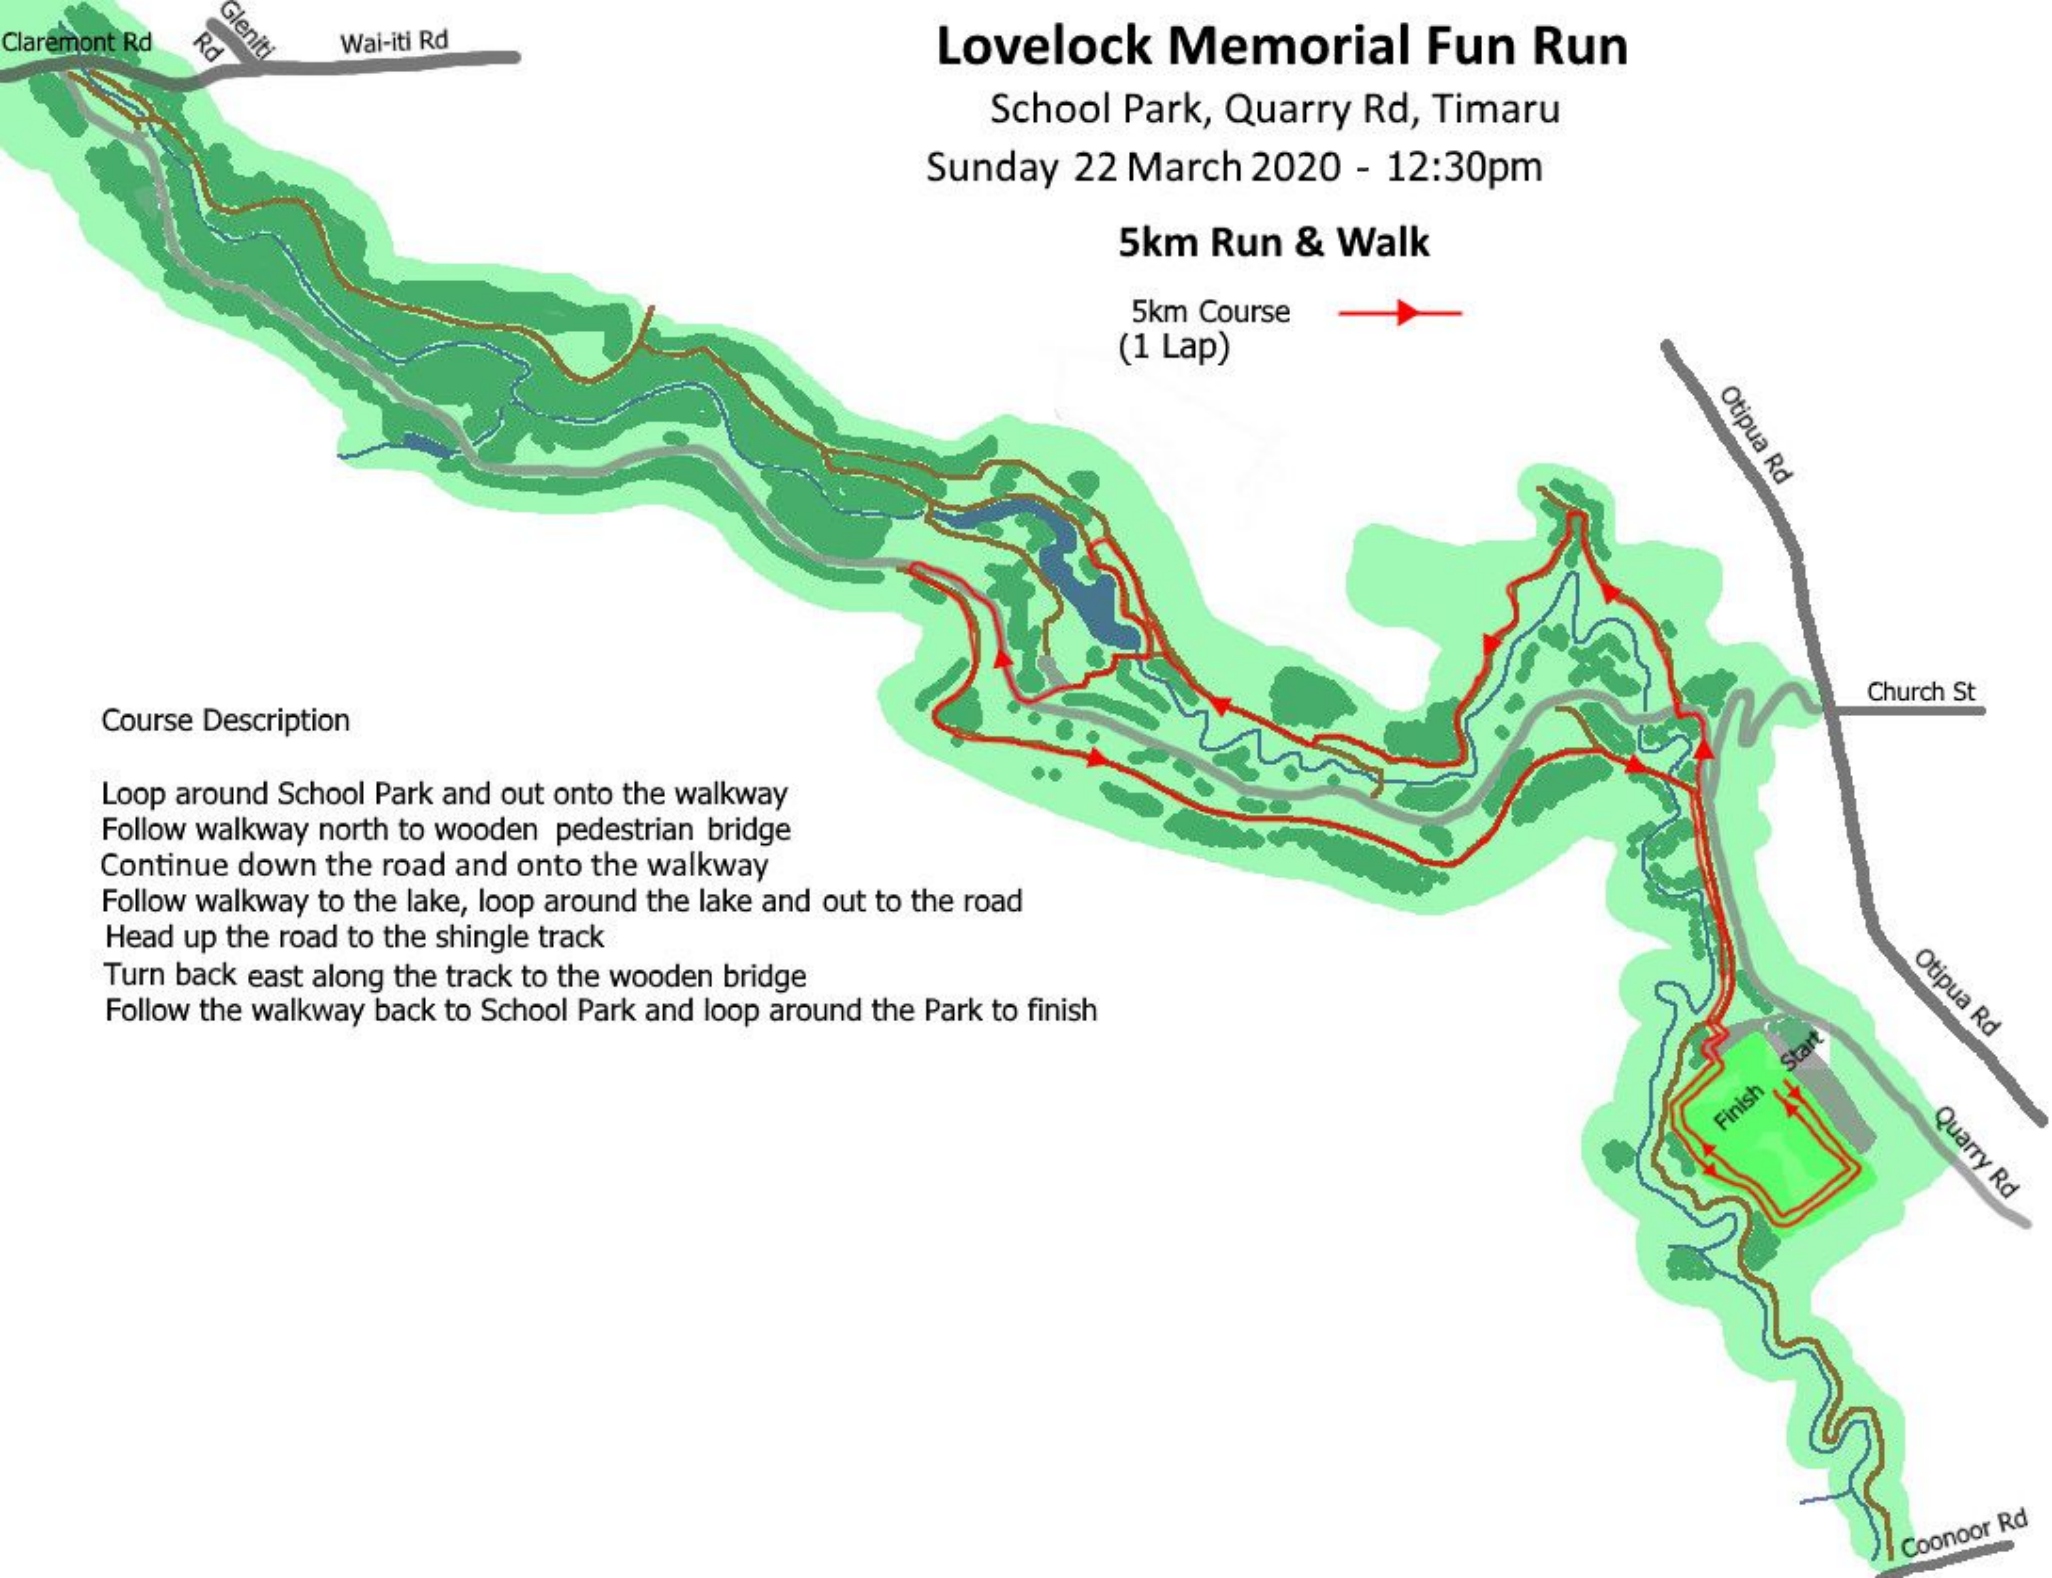 Lovelock Memorial Fun Run
School Park, Quarry Rd, Timaru
Sunday 22 March 2020 - 12:30pm
5km Run & Walk
5km Course
(1 Lap)
Claremont Rd
Gleniti
Rd
Wai-iti Rd
Otipua Rd
Church St
Otipua Rd
Quarry Rd
Start
Finish
Coonoor Rd
Course Description
Loop around School Park and out onto the walkway
Follow walkway north to wooden pedestrian bridge
Continue down the road and onto the walkway
Follow walkway to the lake, loop around the lake and out to the road
Head up the road to the shingle track
Turn back east along the track to the wooden bridge
Follow the walkway back to School Park and loop around the Park to finish